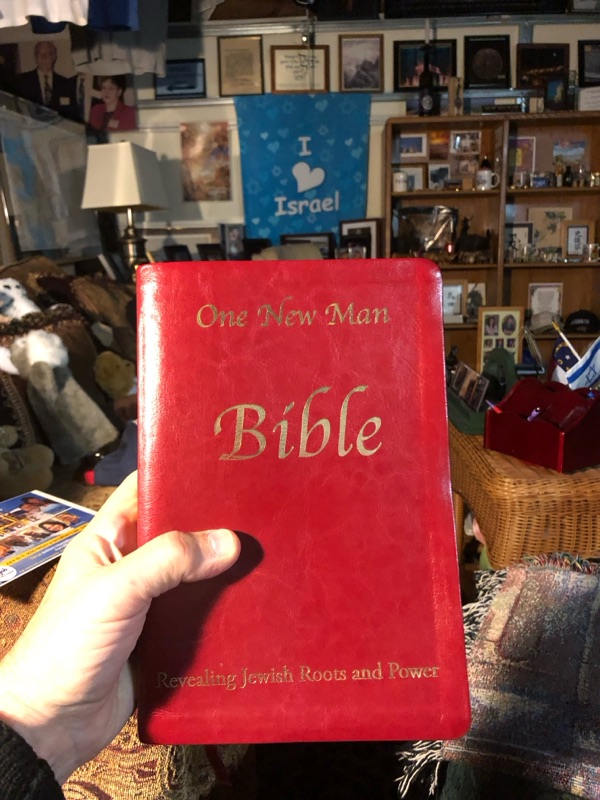 I
Israel
One New Man
Bible
Revealing Jewish Roots and Power